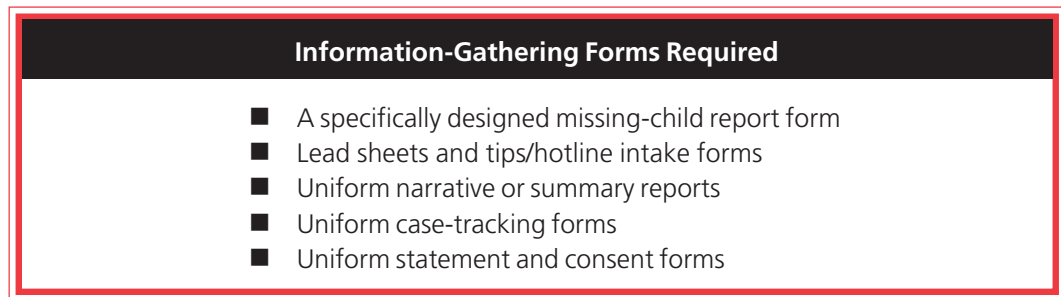 Information-Gathering Forms Required
■ A specifically designed missing-child report form
■ Lead sheets and tips/hotline intake forms
■ Uniform narrative or summary reports
■ Uniform case-tracking forms
■ Uniform statement and consent forms